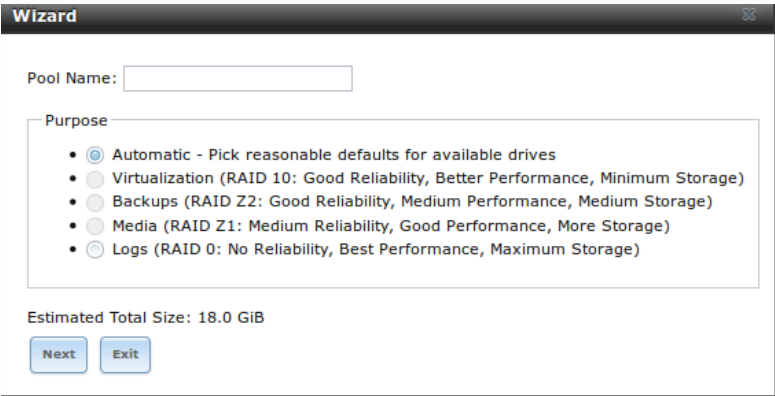 Wizard
Pool Name:
Purpose
Automatic - Pick reasonable defaults for available drives
Virtualization (RAID 10: Good Reliability, Better Performance, Minimum Storage)
Backups (RAID Z2: Good Reliability, Medium Performance, Medium Storage)
Media (RAID Z1: Medium Reliability, Good Performance, More Storage)
Logs (RAID 0: No Reliability, Best Performance, Maximum Storage)
Estimated Total Size: 18.0 GiB
Next Exit